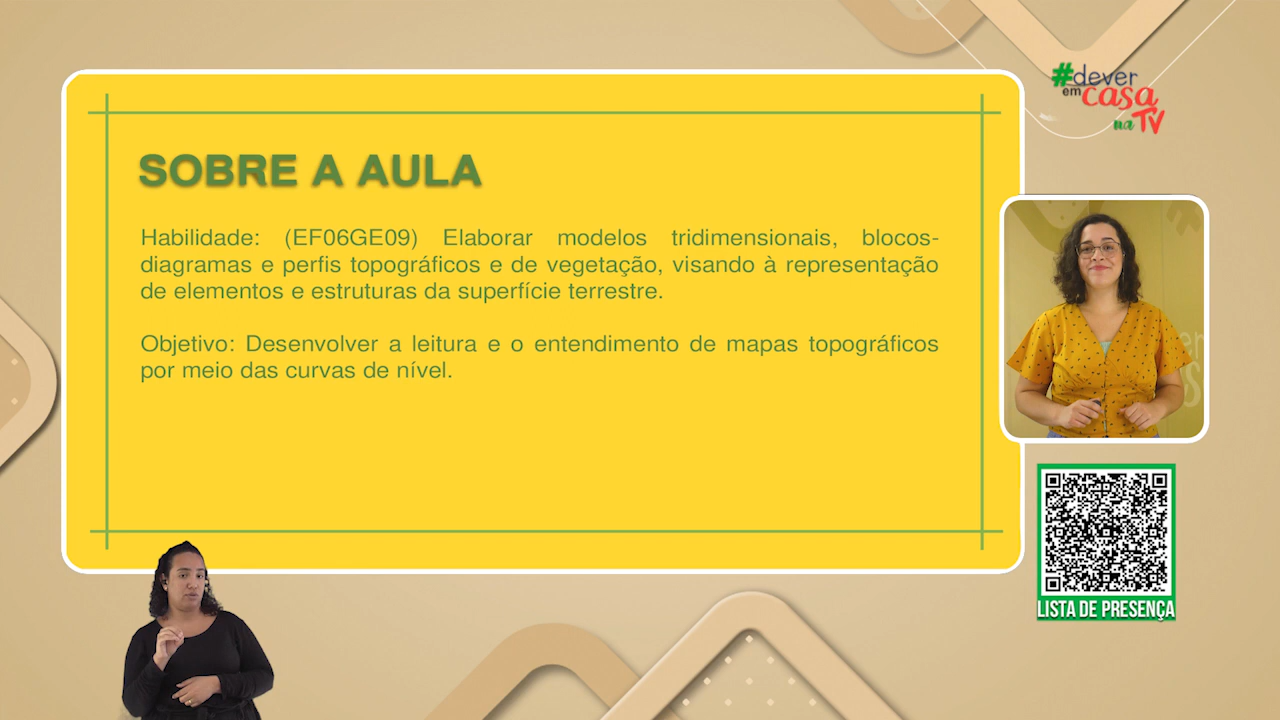 #dever
em casa
na TV
SOBRE A AULA
Habilidade: (EF06GE09) Elaborar modelos tridimensionais, blocos-
diagramas e perfis topográficos e de vegetação, visando à representação
de elementos e estruturas da superfície terrestre.
Objetivo: Desenvolver a leitura e o entendimento de mapas topográficos
por meio das curvas de nível.
LISTA DE PRESENÇA